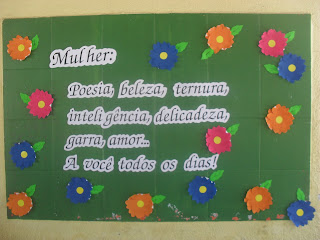 Mulher:
Poesia, beleza, ternura,
inteligência, delicadeza,
garra, amor...
A você todos os dias!